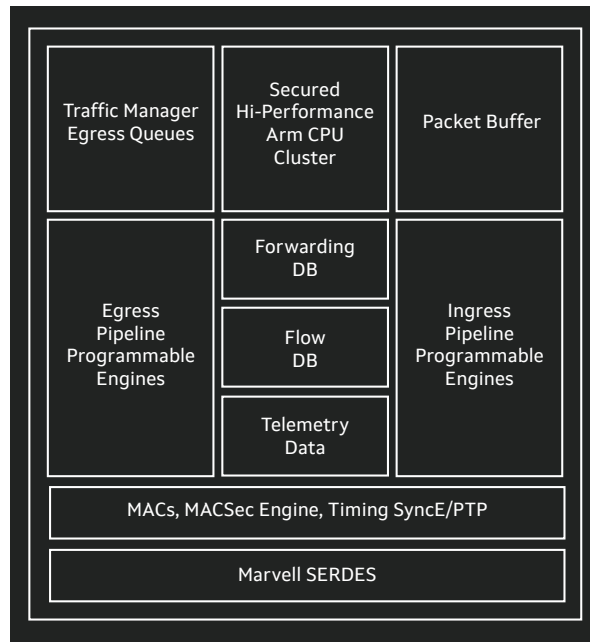 Traffic Manager
Egress Queues
Secured
Hi-Performance
Arm CPU
Cluster
Packet Buffer
Egress
Pipeline
Programmable
Engines
Forwarding
DB
Flow
DB
Telemetry
Data
Ingress
Pipeline
Programmable
Engines
MACs, MACSec Engine, Timing SyncE/PTP
Marvell SERDES